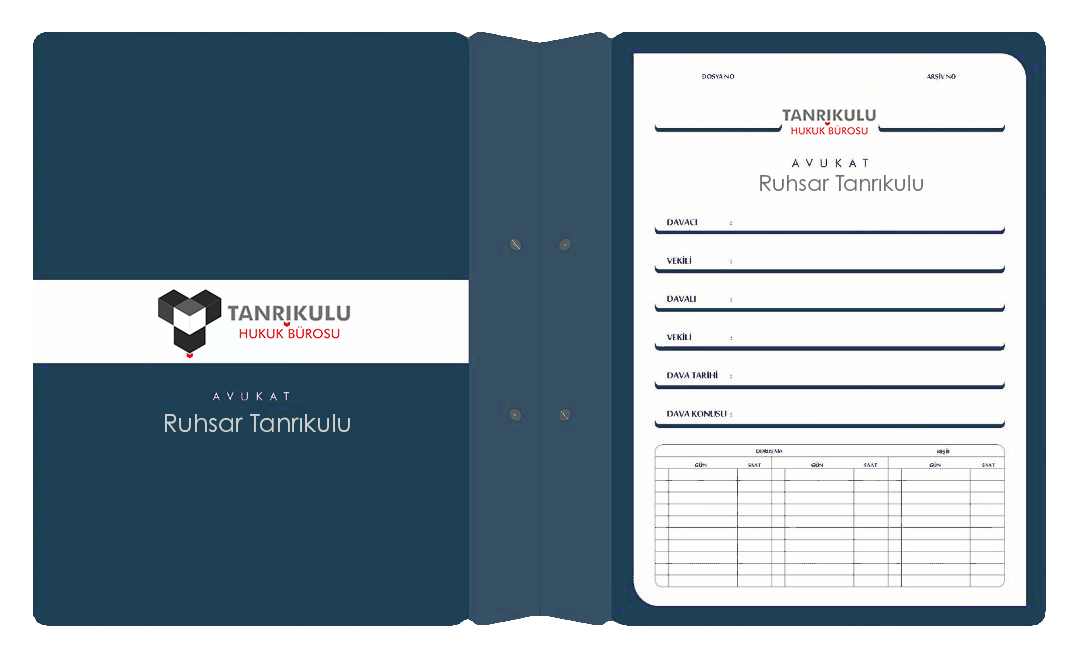 TANRIKULU
HUKUK BÜROSU
AVUKAT
Ruhsar Tanrıkulu
DOSYA NO ARŞİV NO
TANRIKULU
HUKUK BÜROSU
AVUKAT
Ruhsar Tanrıkulu
DAVACI :
VEKİLİ :
DAVALI :
VEKİLİ :
DAVA TARİHİ :
DAVA KONUSU :
DURUŞMA KEŞİF
GÜN SAAT GÜN SAAT GÜN SAAT